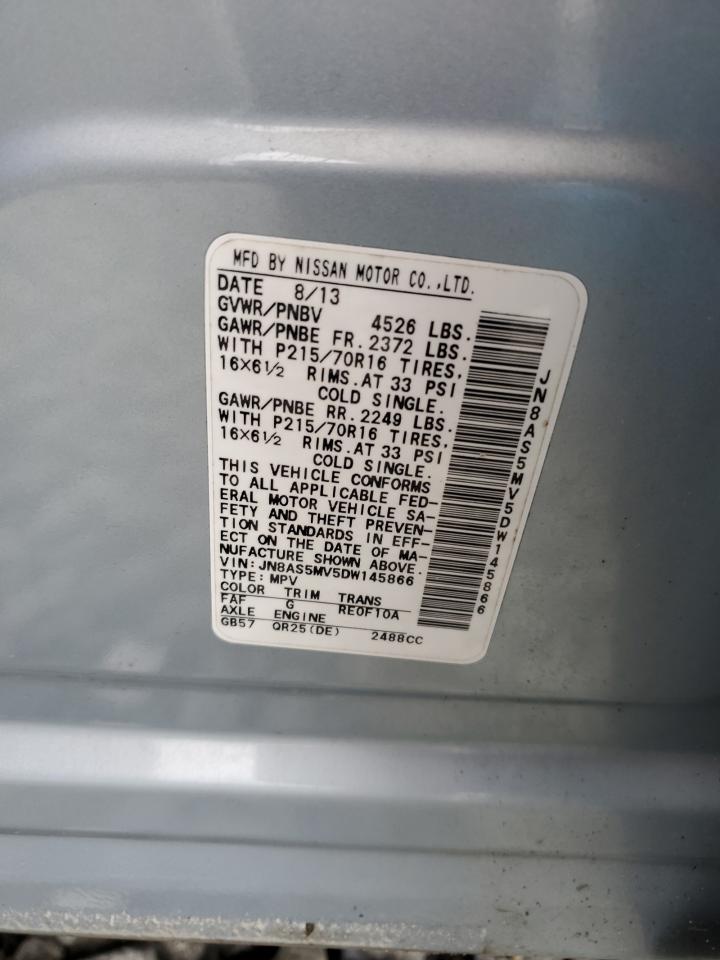 MFD BY NISSAN MOTOR CO.,LTD.
DATE 8/13
GVWR/PNBV 4526 LBS.
GAWR/PNBE FR. 2372 LBS.
WITH P215/70R16 TIRES.
16X6½ RIMS. AT 33 PSI
COLD SINGLE.
GAWR/PNBE RR. 2249 LBS.
WITH P215/70R16 TIRES.
16X6½ RIMS. AT 33 PSI
COLD SINGLE.
THIS VEHICLE CONFORMS
TO ALL APPLICABLE FED-
ERAL MOTOR VEHICLE SA-
FETY AND THEFT PREVEN-
TION STANDARDS IN EFF-
ECT ON THE DATE OF MA-
NUFACTURE SHOWN ABOVE.
VIN: JN8AS5MV5DW145866
TYPE: MPV
COLOR TRIM TRANS
FAF G RE0F10A
AXLE ENGINE
GB57 QR25(DE) 2488CC
JN8AS5MV5DW145866